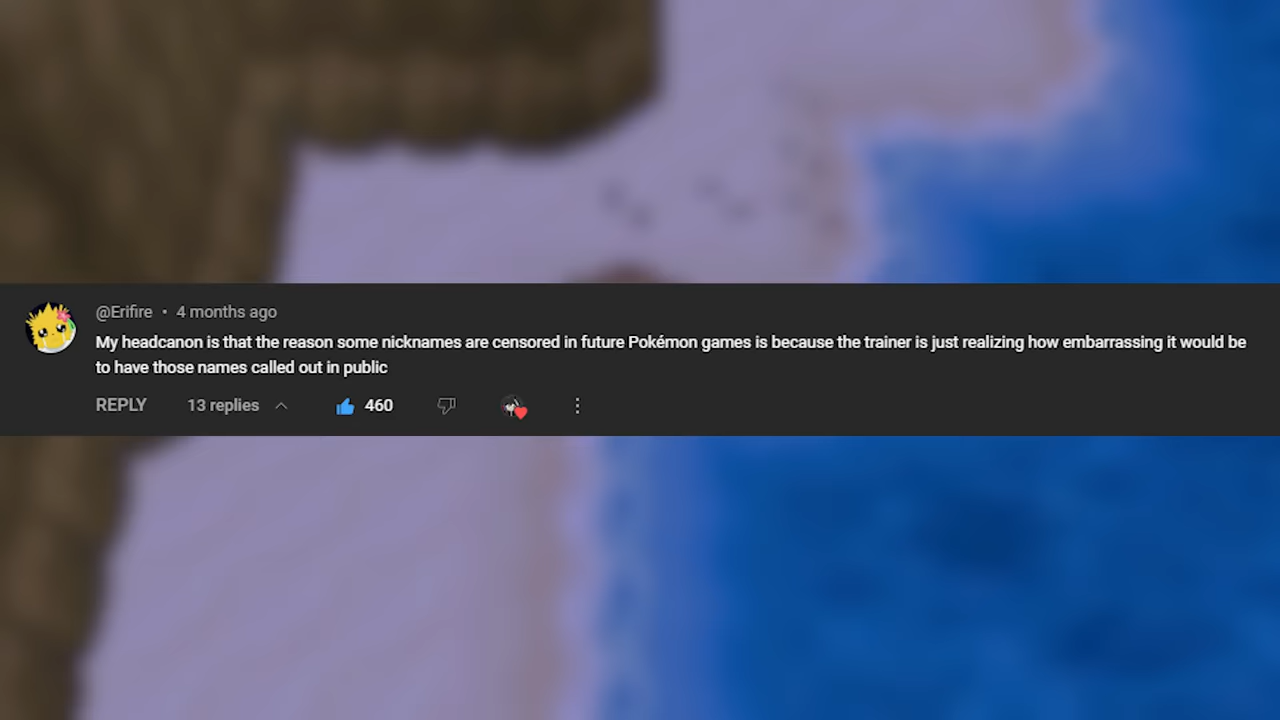 @Erifire • 4 months ago
My headcanon is that the reason some nicknames are censored in future Pokémon games is because the trainer is just realizing how embarrassing it would be
to have those names called out in public
REPLY 13 replies 460